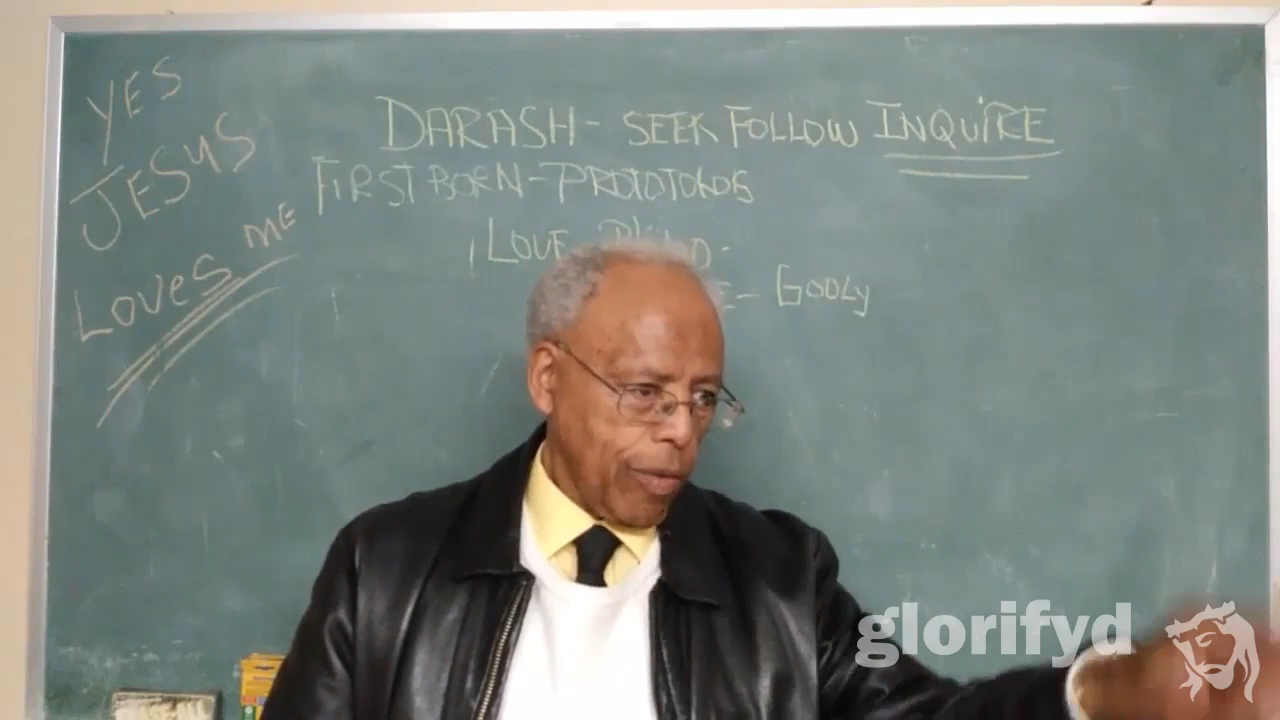 YES
JESUS
LOVES ME
DARASH - SEEK FOLLOW INQUIRE
FIRST BORN - PROTOTOKOS
LOVE
- GODLY
glorifyd